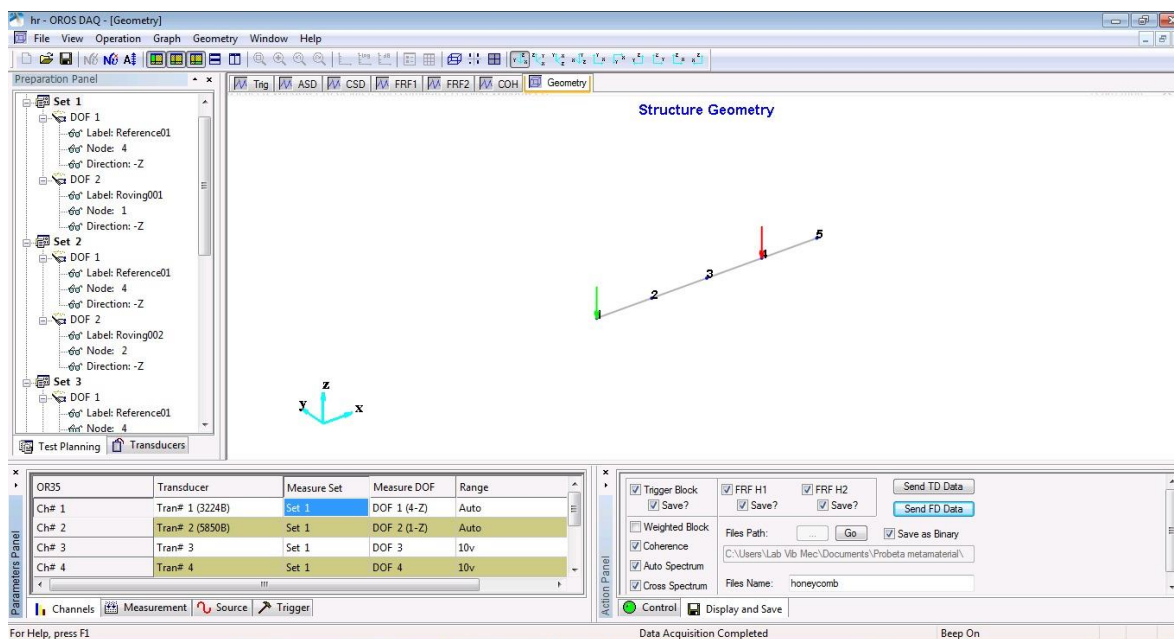 hr - OROS DAQ - [Geometry]
File View Operation Graph Geometry Window Help
Preparation Panel
Trig ASD CSD FRF1 FRF2 COH Geometry
Set 1
DOF 1
Label: Reference01
Node: 4
Direction: -Z
DOF 2
Label: Roving001
Node: 1
Direction: -Z
Set 2
DOF 1
Label: Reference01
Node: 4
Direction: -Z
DOF 2
Label: Roving002
Node: 2
Direction: -Z
Set 3
DOF 1
Label: Reference01
Node: 4
Test Planning Transducers
Structure Geometry
5
4
3
2
1
z
y x
Parameters Panel
OR35 Transducer Measure Set Measure DOF Range
Ch# 1 Tran# 1 (3224B) Set 1 DOF 1 (4-Z) Auto
Ch# 2 Tran# 2 (5850B) Set 1 DOF 2 (1-Z) Auto
Ch# 3 Tran# 3 Set 1 DOF 3 10v
Ch# 4 Tran# 4 Set 1 DOF 4 10v
Channels Measurement Source Trigger
Action Panel
Trigger Block FRF H1 FRF H2 Send TD Data
Save? Save? Save? Send FD Data
Weighted Block Files Path: ... Go Save as Binary
Coherence C:\Users\Lab Vib Mec\Documents\Probeta metamaterial\
Auto Spectrum
Cross Spectrum Files Name: honeycomb
Control Display and Save
For Help, press F1 Data Acquisition Completed Beep On